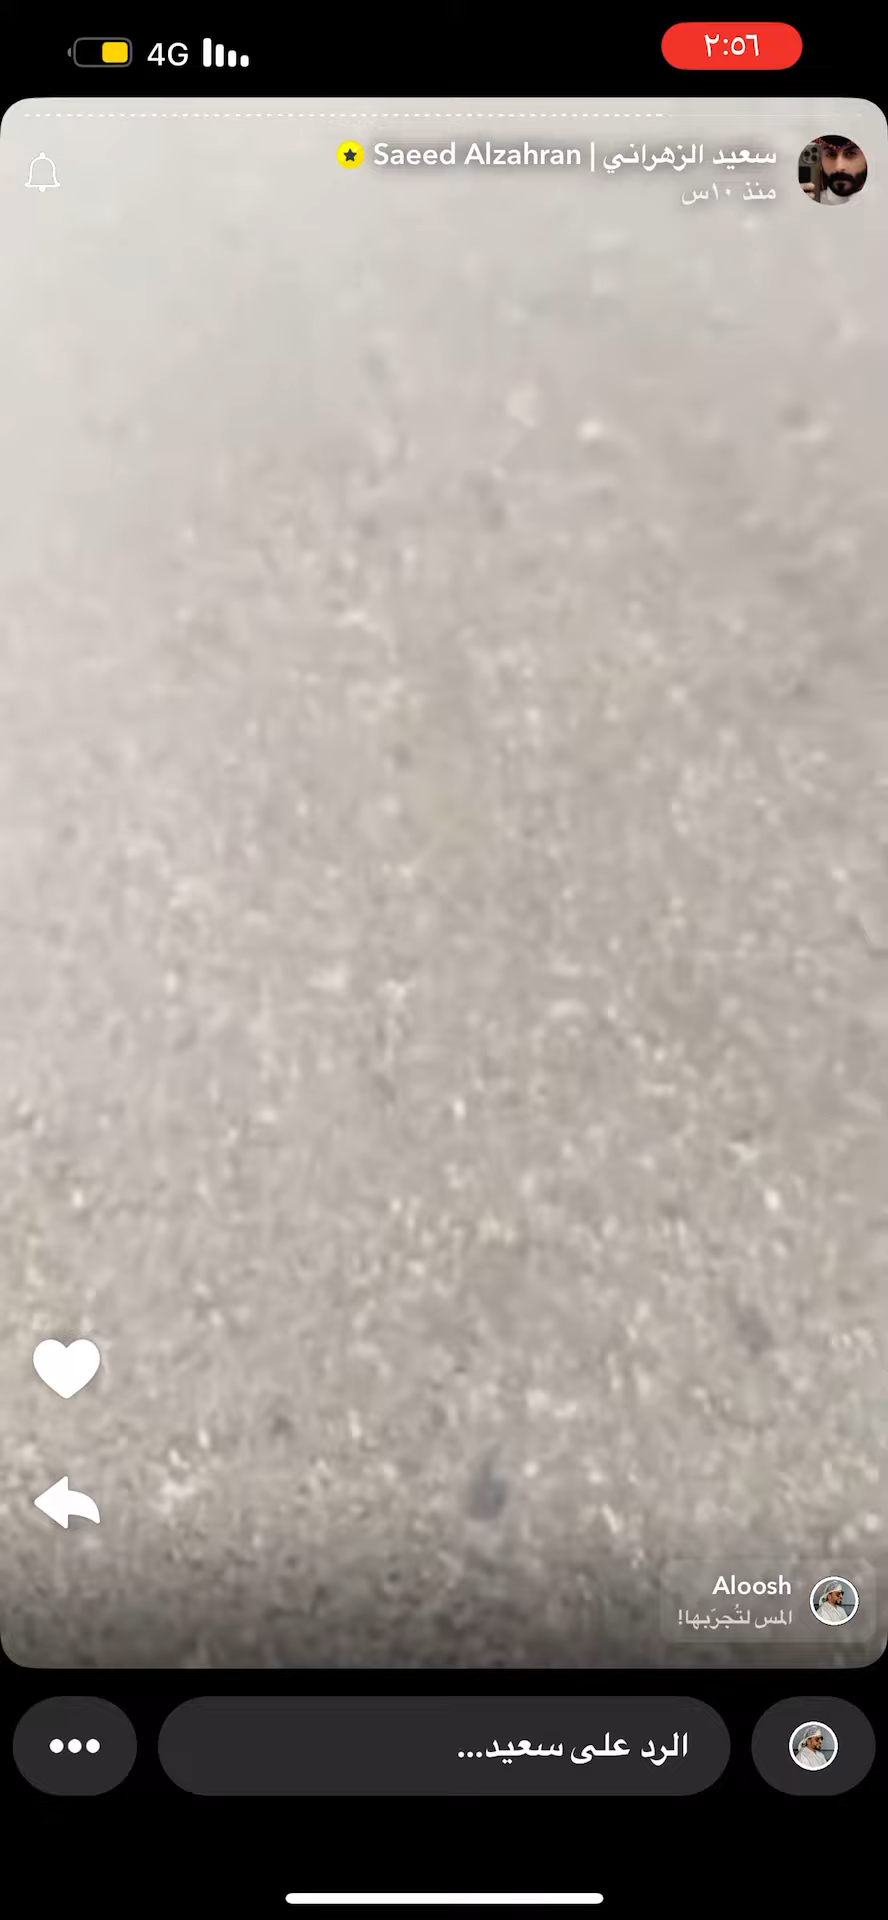 ٢:٥٦
4G
سعيد الزهراني | Saeed Alzahran
منذ ١٠س
Aloosh
المس لتُجرّبها!
الرد على سعيد...